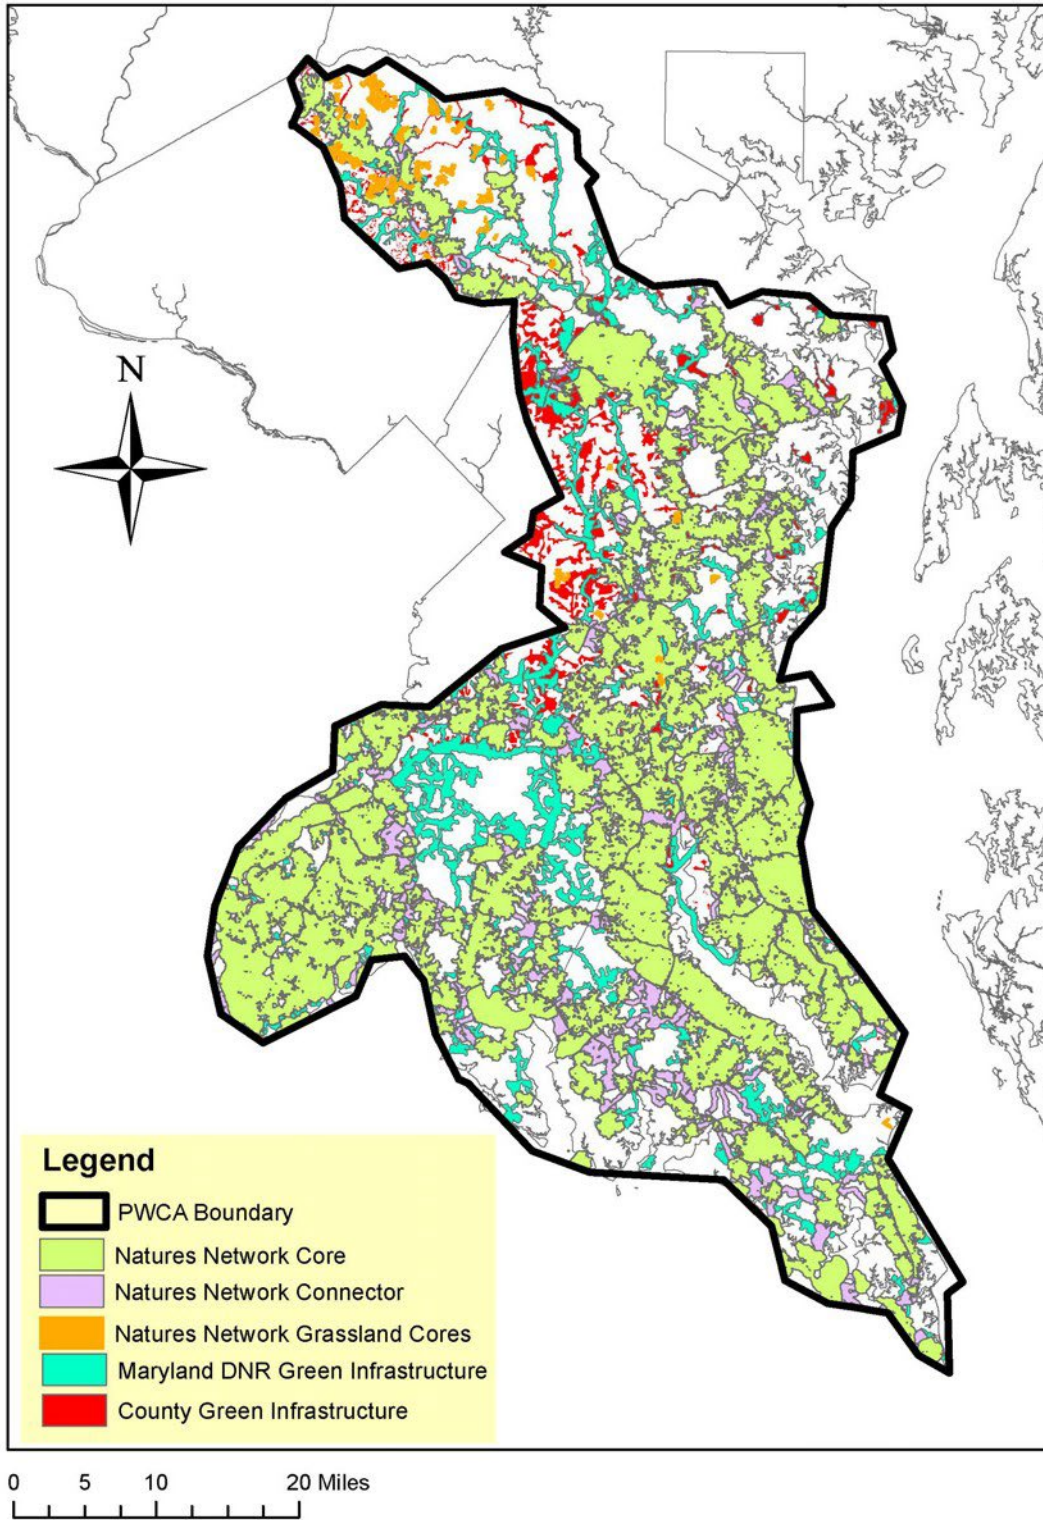 N
Legend
PWCA Boundary
Natures Network Core
Natures Network Connector
Natures Network Grassland Cores
Maryland DNR Green Infrastructure
County Green Infrastructure
0 5 10 20 Miles